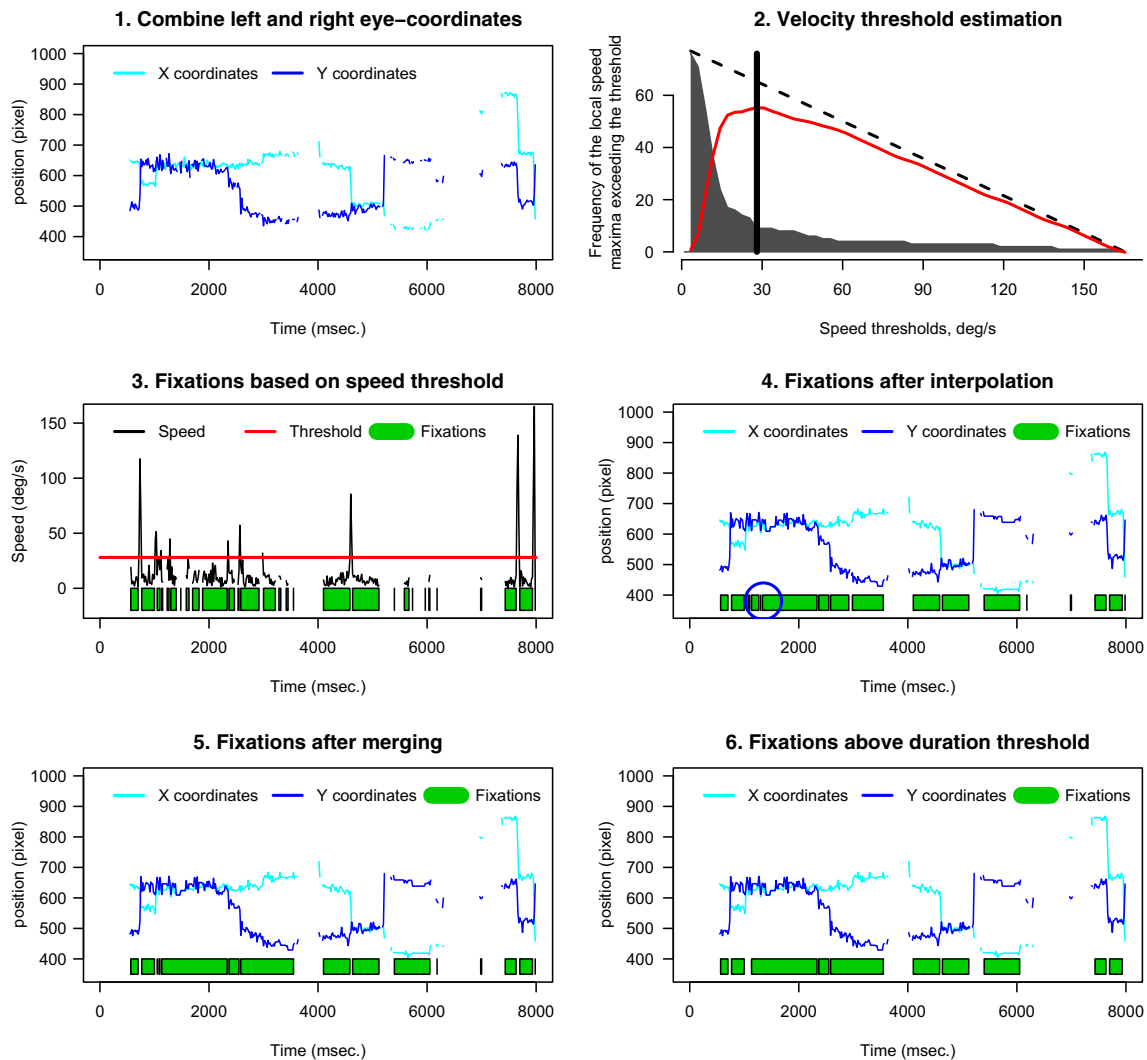 1. Combine left and right eye−coordinates
X coordinates
Y coordinates
position (pixel)
1000
900
800
700
600
500
400
0
2000
4000
6000
8000
Time (msec.)
2. Velocity threshold estimation
Frequency of the local speed
maxima exceeding the threshold
60
40
20
0
0
30
60
90
120
150
Speed thresholds, deg/s
3. Fixations based on speed threshold
Speed
Threshold
Fixations
Speed (deg/s)
150
100
50
0
0
2000
4000
6000
8000
Time (msec.)
4. Fixations after interpolation
X coordinates
Y coordinates
Fixations
position (pixel)
1000
900
800
700
600
500
400
0
2000
4000
6000
8000
Time (msec.)
5. Fixations after merging
X coordinates
Y coordinates
Fixations
position (pixel)
1000
900
800
700
600
500
400
0
2000
4000
6000
8000
Time (msec.)
6. Fixations above duration threshold
X coordinates
Y coordinates
Fixations
position (pixel)
1000
900
800
700
600
500
400
0
2000
4000
6000
8000
Time (msec.)